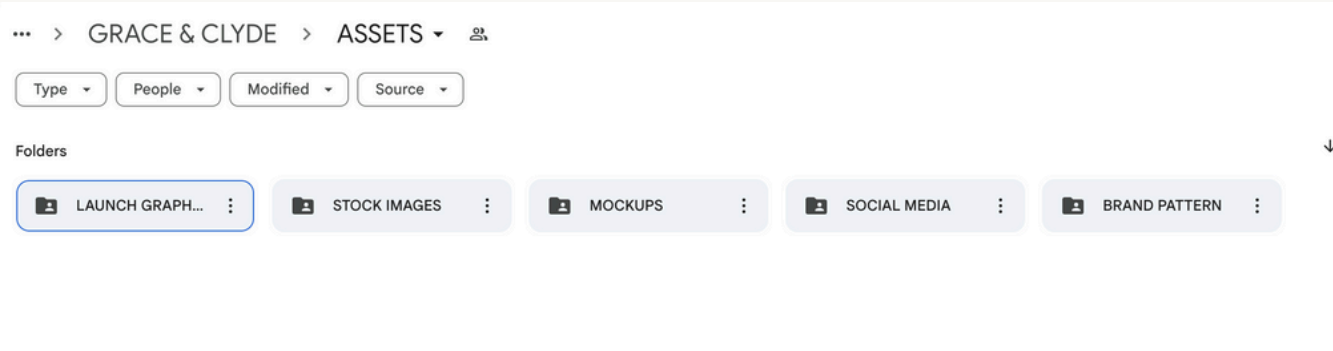 ... > GRACE & CLYDE > ASSETS
Type People Modified Source
Folders
LAUNCH GRAPH... STOCK IMAGES MOCKUPS SOCIAL MEDIA BRAND PATTERN